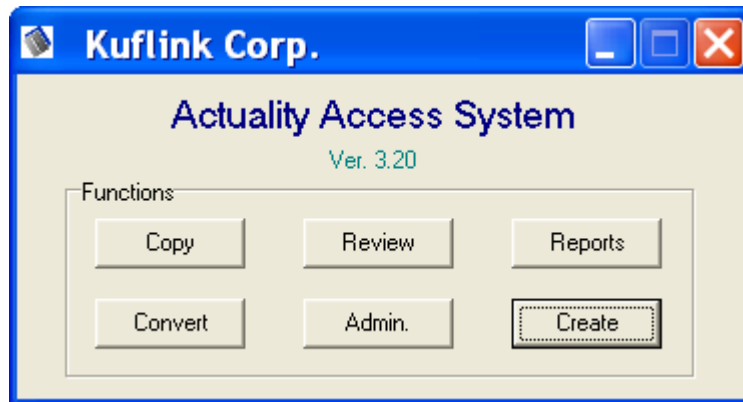 Kuflink Corp.
Actuality Access System
Ver. 3.20
Functions
Copy Review Reports
Convert Admin. Create